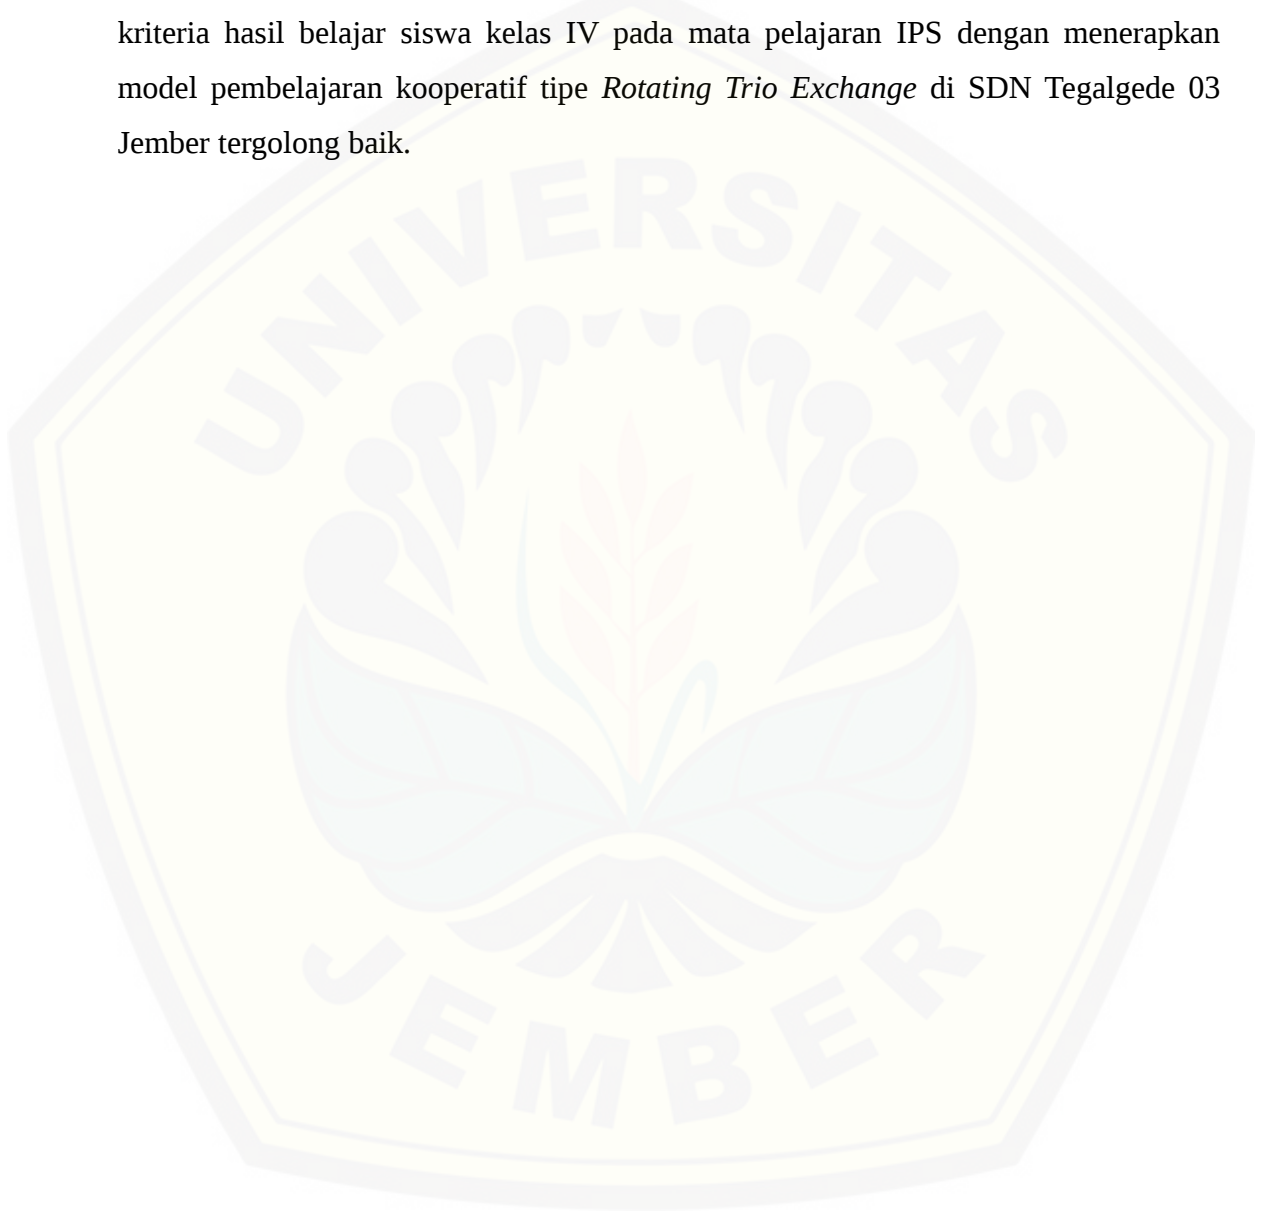 kriteria hasil belajar siswa kelas IV pada mata pelajaran IPS dengan menerapkan
model pembelajaran kooperatif tipe Rotating Trio Exchange di SDN Tegalgede 03
Jember tergolong baik.
UNIVERSITAS
JEMBER